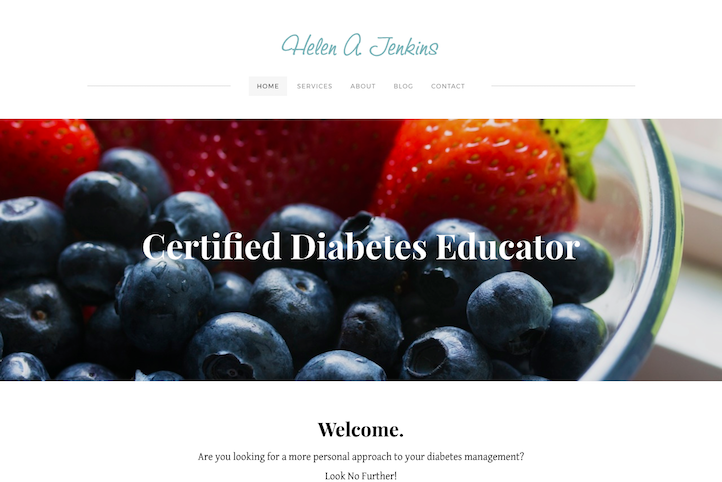 Helen A. Jenkins
HOME SERVICES ABOUT BLOG CONTACT
Certified Diabetes Educator
Welcome.
Are you looking for a more personal approach to your diabetes management?
Look No Further!